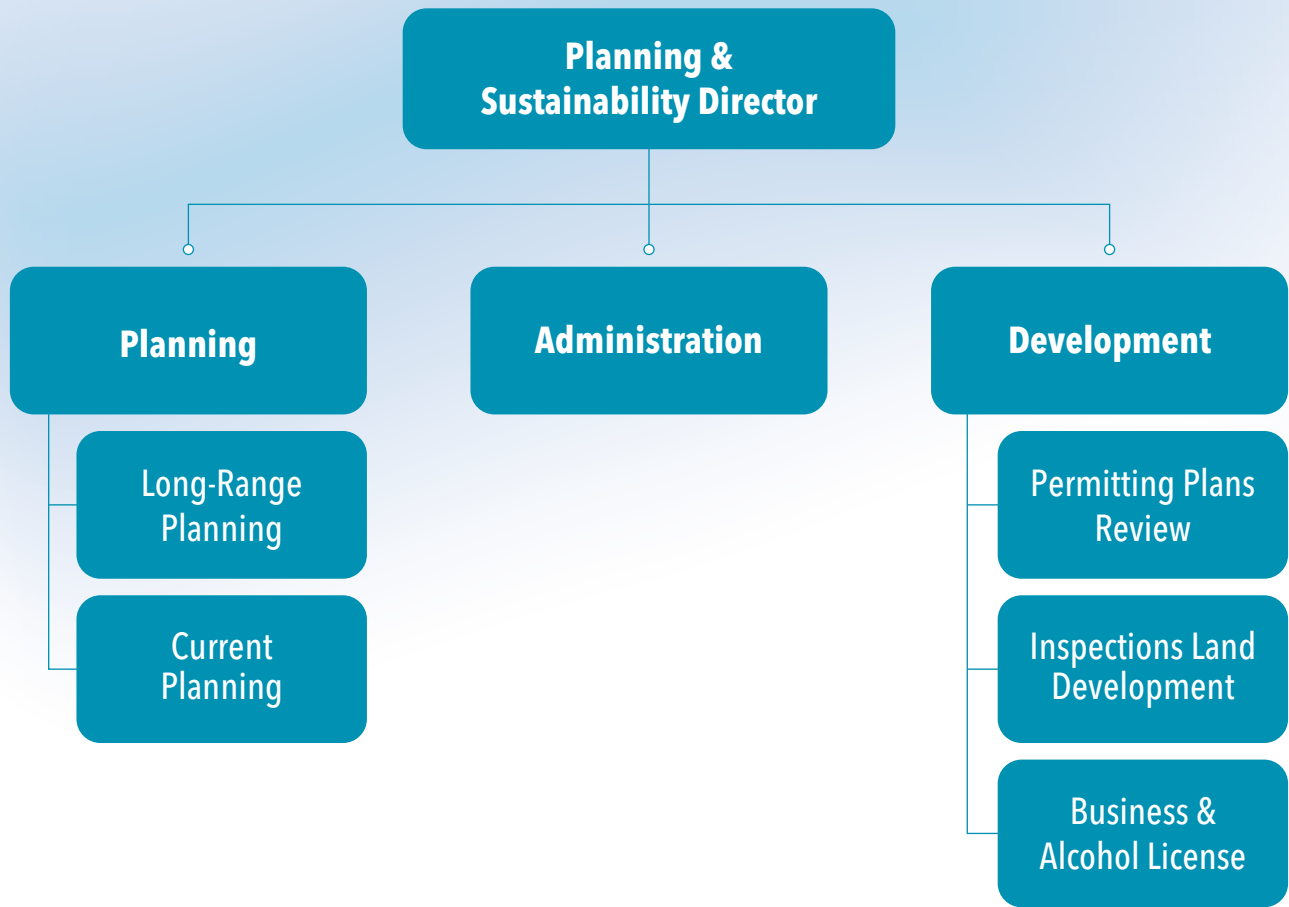 Planning &
Sustainability Director
Planning
Administration
Development
Long-Range
Planning
Current
Planning
Permitting Plans
Review
Inspections Land
Development
Business &
Alcohol License